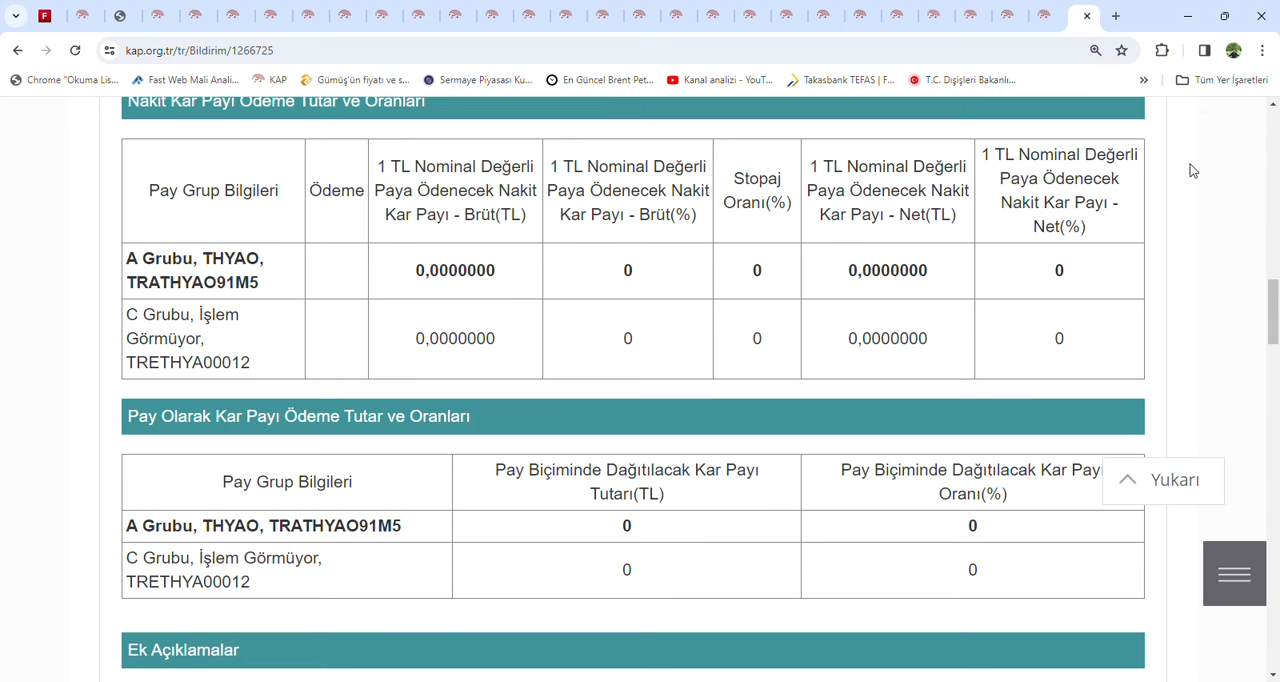 kap.org.tr/tr/Bildirim/1266725
Chrome "Okuma Lis...
Fast Web Mali Anali...
KAP
Gümüş'ün fiyatı ve s...
Sermaye Piyasası Ku...
En Güncel Brent Pet...
Kanal analizi - YouT...
Takasbank TEFAS | F...
T.C. Dışişleri Bakanlı...
»
Tüm Yer İşaretleri
Nakit Kar Payı Ödeme Tutar ve Oranları
Pay Grup Bilgileri
Ödeme
1 TL Nominal Değerli
Paya Ödenecek Nakit
Kar Payı - Brüt(TL)
1 TL Nominal Değerli
Paya Ödenecek Nakit
Kar Payı - Brüt(%)
Stopaj
Oranı(%)
1 TL Nominal Değerli
Paya Ödenecek Nakit
Kar Payı - Net(TL)
1 TL Nominal Değerli
Paya Ödenecek
Nakit Kar Payı -
Net(%)
A Grubu, THYAO,
TRATHYAO91M5
0,0000000
0
0
0,0000000
0
C Grubu, İşlem
Görmüyor,
TRETHYA00012
0,0000000
0
0
0,0000000
0
Pay Olarak Kar Payı Ödeme Tutar ve Oranları
Pay Grup Bilgileri
Pay Biçiminde Dağıtılacak Kar Payı
Tutarı(TL)
Pay Biçiminde Dağıtılacak Kar Payı
Oranı(%)
Yukarı
A Grubu, THYAO, TRATHYAO91M5
0
0
C Grubu, İşlem Görmüyor,
TRETHYA00012
0
0
Ek Açıklamalar